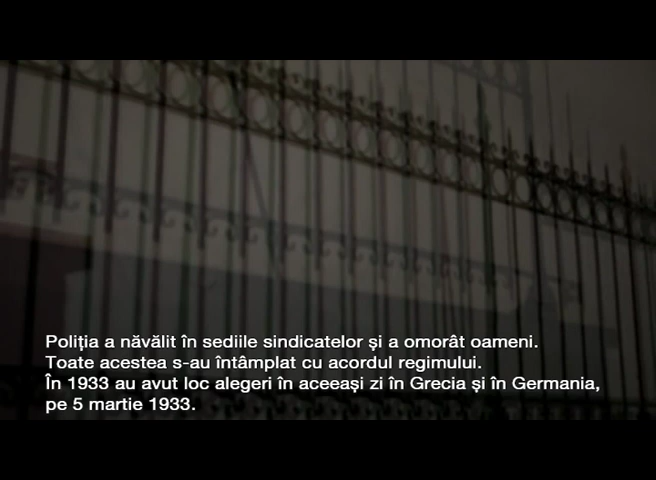 Poliția a năvălit în sediile sindicatelor și a omorât oameni.
Toate acestea s-au întâmplat cu acordul regimului.
În 1933 au avut loc alegeri în aceeași zi în Grecia și în Germania,
pe 5 martie 1933.